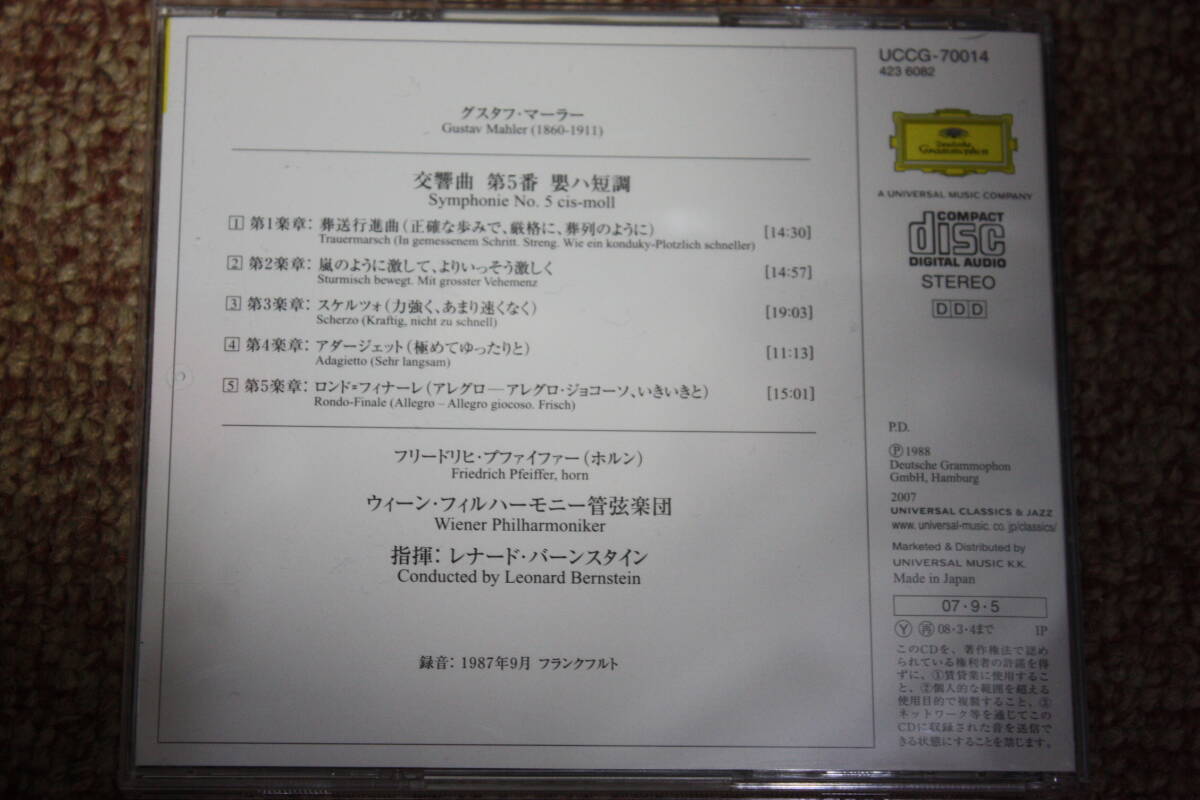 グスタフ・マーラー
Gustav Mahler (1860-1911)
交響曲 第5番 嬰ハ短調
Symphonie No. 5 cis-moll
1 第1楽章: 葬送行進曲(正確な歩みで、厳格に、葬列のように) [14:30]
Trauermarsch (In gemessenem Schritt. Streng. Wie ein konduky-Plotzlich schneller)
2 第2楽章: 嵐のように激して、よりいっそう激しく [14:57]
Sturmisch bewegt. Mit grosster Vehemenz
3 第3楽章: スケルツォ(力強く、あまり速くなく) [19:03]
Scherzo (Kraftig, nicht zu schnell)
4 第4楽章: アダージェット(極めてゆったりと) [11:13]
Adagietto (Sehr langsam)
5 第5楽章: ロンド=フィナーレ(アレグロ―アレグロ・ジョコーソ、いきいきと) [15:01]
Rondo-Finale (Allegro – Allegro giocoso. Frisch)
フリードリヒ・プファイファー(ホルン)
Friedrich Pfeiffer, horn
ウィーン・フィルハーモニー管弦楽団
Wiener Philharmoniker
指揮: レナード・バーンスタイン
Conducted by Leonard Bernstein
録音: 1987年9月 フランクフルト
UCCG-70014
423 6082
Deutsche
Grammophon
A UNIVERSAL MUSIC COMPANY
COMPACT
disc
DIGITAL AUDIO
STEREO
DDD
P.D.
Ⓟ 1988
Deutsche Grammophon
GmbH, Hamburg
2007
UNIVERSAL CLASSICS & JAZZ
www. universal-music. co. jp/classics/
Marketed & Distributed by
UNIVERSAL MUSIC K.K.
Made in Japan
07・9・5
Ⓨ 再 08・3・4まで 1P
このCDを、著作権法で認め
られている権利者の許諾を得
ずに、①賃貸業に使用するこ
と、②個人的な範囲を超える
使用目的で複製すること、③
ネットワーク等を通じてこの
CDに収録された音を送信で
きる状態にすることを禁じます。